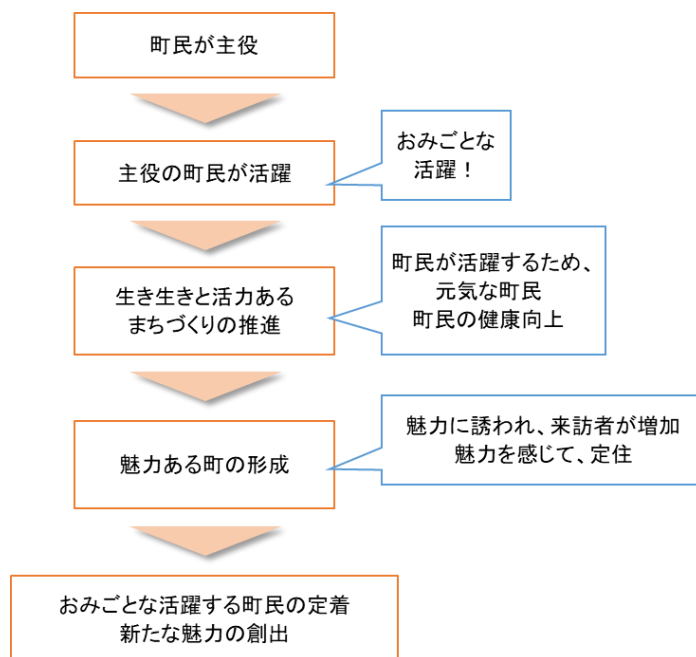 町民が主役
主役の町民が活躍
おみごとな
活躍！
生き生きと活力ある
まちづくりの推進
町民が活躍するため、
元気な町民
町民の健康向上
魅力ある町の形成
魅力に誘われ、来訪者が増加
魅力を感じて、定住
おみごとな活躍する町民の定着
新たな魅力の創出